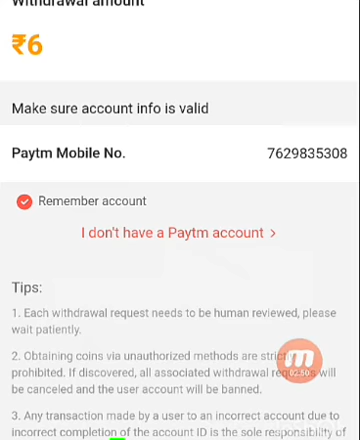 Withdrawal amount
₹6
Make sure account info is valid
Paytm Mobile No. 7629835308
Remember account
I don't have a Paytm account >
Tips:
1. Each withdrawal request needs to be human reviewed, please
wait patiently.
2. Obtaining coins via unauthorized methods are strictly
prohibited. If discovered, all associated withdrawal requests will
be canceled and the user account will be banned.
3. Any transaction made by a user to an incorrect account due to
incorrect completion of the account ID is the sole responsibility of